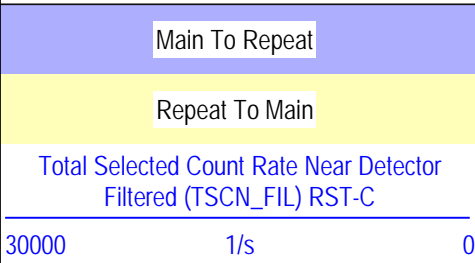 Main To Repeat
Repeat To Main
Total Selected Count Rate Near Detector
Filtered (TSCN_FIL) RST-C
30000 1/s 0